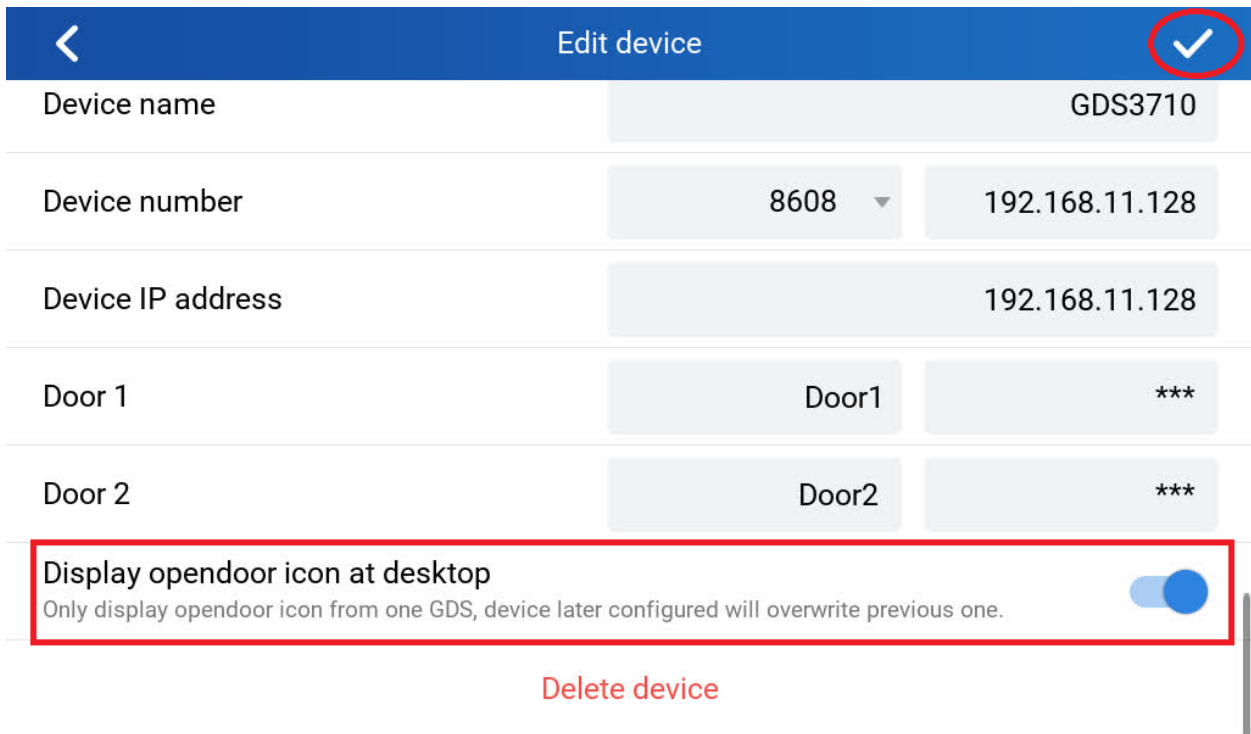 Edit device
Device name GDS3710
Device number 8608 192.168.11.128
Device IP address 192.168.11.128
Door 1 Door1 ***
Door 2 Door2 ***
Display opendoor icon at desktop
Only display opendoor icon from one GDS, device later configured will overwrite previous one.
Delete device